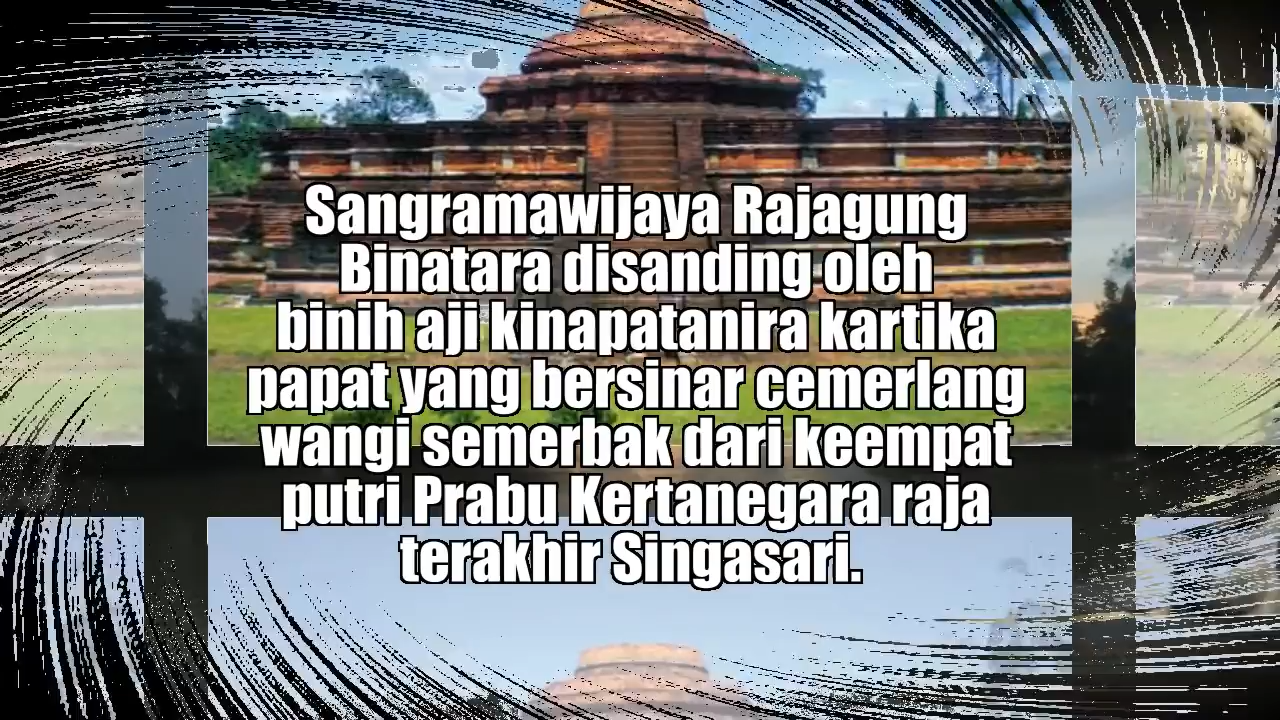 Sangramawijaya Rajagung
Binatara disanding oleh
binih aji kinapatanira kartika
papat yang bersinar cemerlang
wangi semerbak dari keempat
putri Prabu Kertanegara raja
terakhir Singasari.